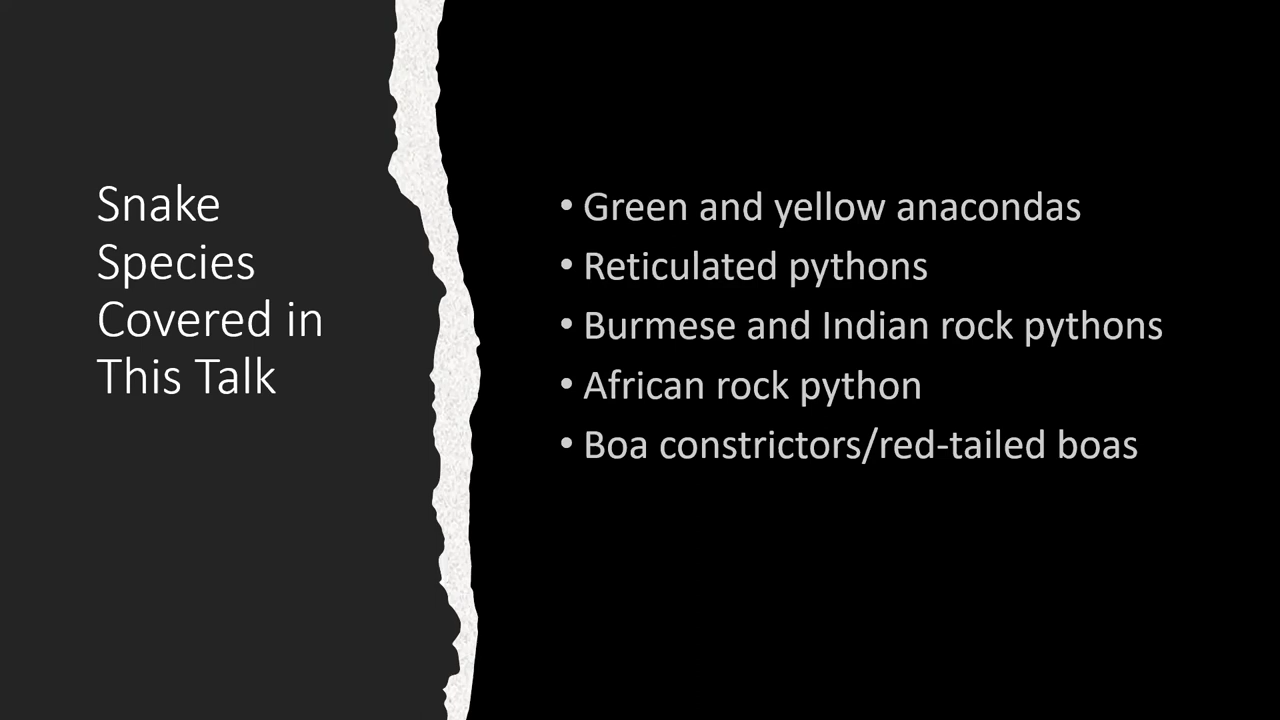 Snake
Species
Covered in
This Talk
• Green and yellow anacondas
• Reticulated pythons
• Burmese and Indian rock pythons
• African rock python
• Boa constrictors/red-tailed boas